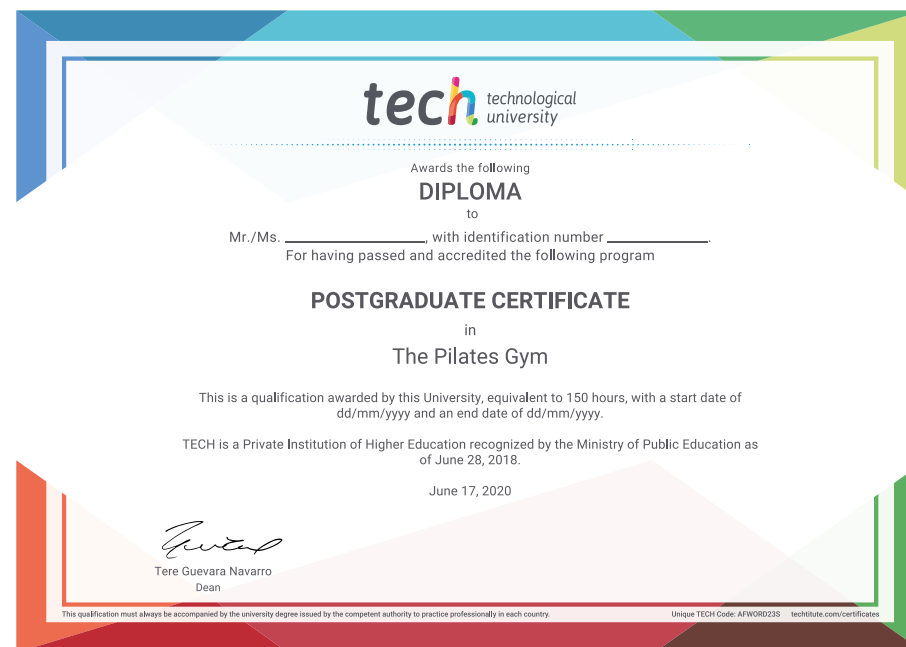 tech technological
university
Awards the following
DIPLOMA
to
Mr./Ms. ____________________, with identification number ______________.
For having passed and accredited the following program
POSTGRADUATE CERTIFICATE
in
The Pilates Gym
This is a qualification awarded by this University, equivalent to 150 hours, with a start date of
dd/mm/yyyy and an end date of dd/mm/yyyy.
TECH is a Private Institution of Higher Education recognized by the Ministry of Public Education as
of June 28, 2018.
June 17, 2020
Tere Guevara Navarro
Dean
This qualification must always be accompanied by the university degree issued by the competent authority to practice professionally in each country. Unique TECH Code: AFWORD23S techtitute.com/certificates